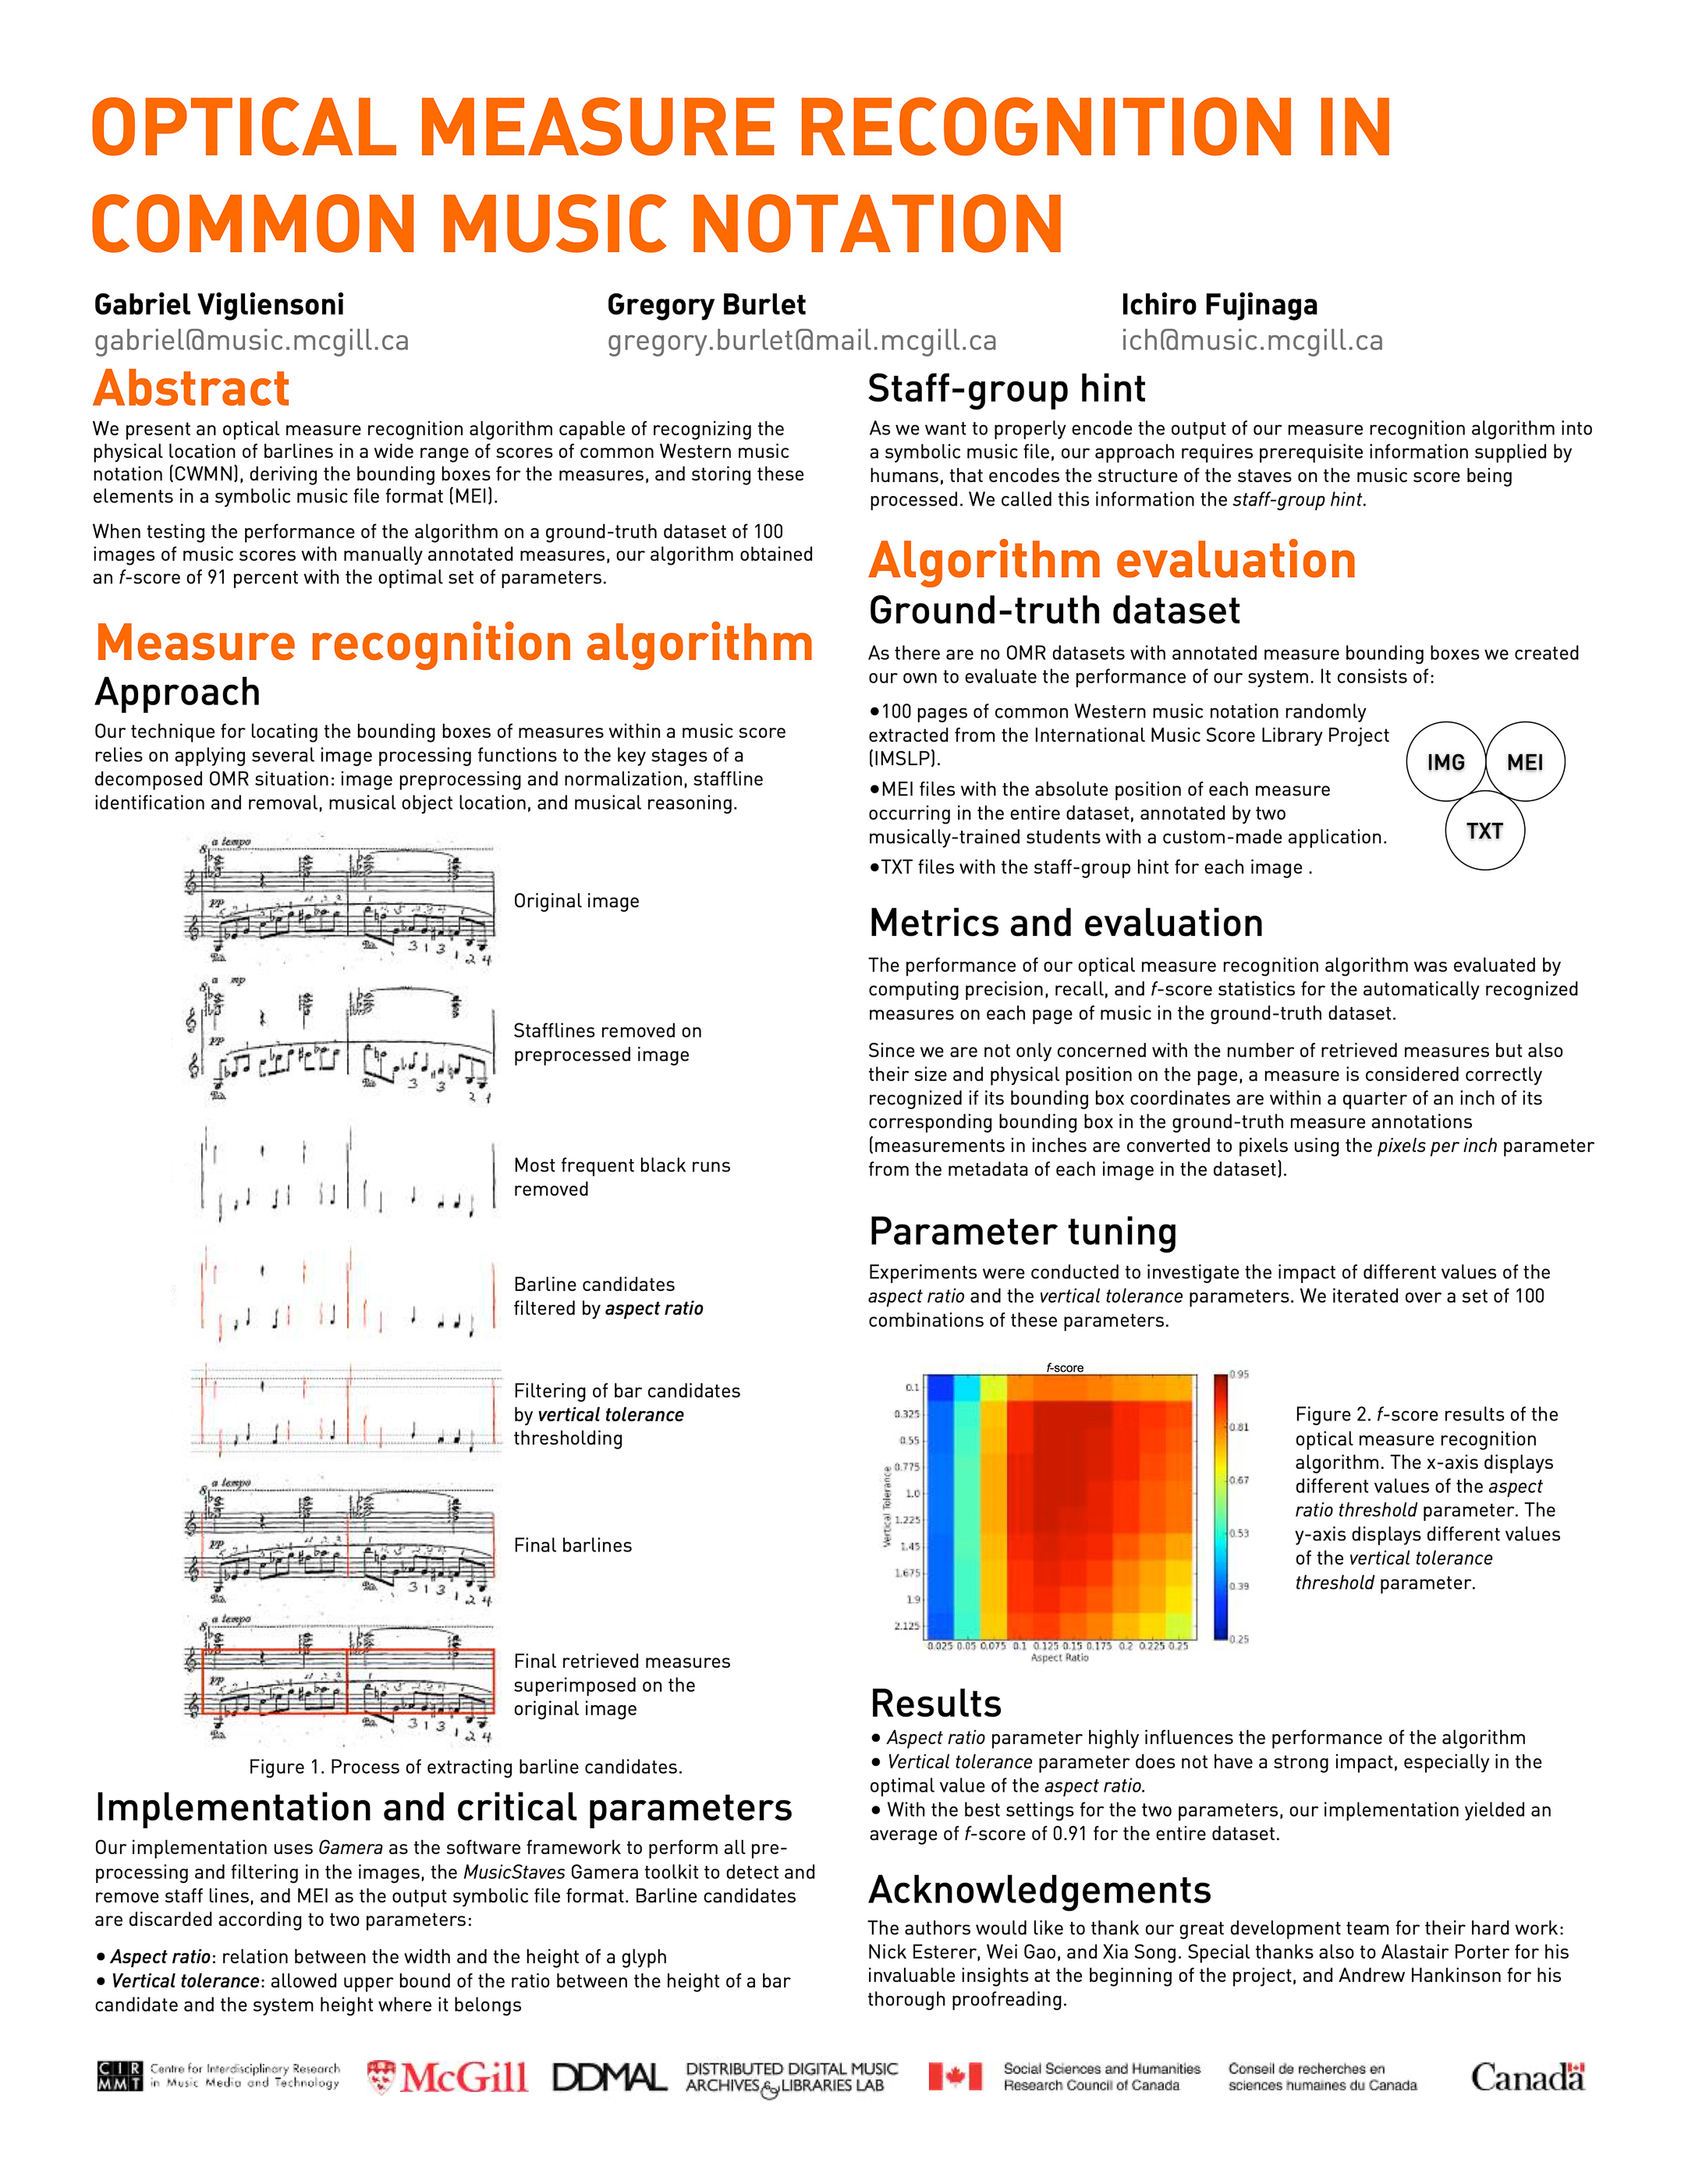 OPTICAL MEASURE RECOGNITION IN
COMMON MUSIC NOTATION
Gabriel Vigliensoni
gabriel@music.mcgill.ca
Gregory Burlet
gregory.burlet@mail.mcgill.ca
Ichiro Fujinaga
ich@music.mcgill.ca
Abstract
We present an optical measure recognition algorithm capable of recognizing the
physical location of barlines in a wide range of scores of common Western music
notation (CWMN), deriving the bounding boxes for the measures, and storing these
elements in a symbolic music file format (MEI).
When testing the performance of the algorithm on a ground-truth dataset of 100
images of music scores with manually annotated measures, our algorithm obtained
an f-score of 91 percent with the optimal set of parameters.
Measure recognition algorithm
Approach
Our technique for locating the bounding boxes of measures within a music score
relies on applying several image processing functions to the key stages of a
decomposed OMR situation: image preprocessing and normalization, staffline
identification and removal, musical object location, and musical reasoning.
a tempo
pp
3 1 3 1 2 4
Original image
a mp
pp
3 3
2 1
Stafflines removed on
preprocessed image
Most frequent black runs
removed
Barline candidates
filtered by aspect ratio
Filtering of bar candidates
by vertical tolerance
thresholding
a tempo
pp
3 1 3 1 2 4
Final barlines
a tempo
pp
3 1 3 1 2 4
Final retrieved measures
superimposed on the
original image
Figure 1. Process of extracting barline candidates.
Implementation and critical parameters
Our implementation uses Gamera as the software framework to perform all pre-
processing and filtering in the images, the MusicStaves Gamera toolkit to detect and
remove staff lines, and MEI as the output symbolic file format. Barline candidates
are discarded according to two parameters:
• Aspect ratio: relation between the width and the height of a glyph
• Vertical tolerance: allowed upper bound of the ratio between the height of a bar
candidate and the system height where it belongs
Staff-group hint
As we want to properly encode the output of our measure recognition algorithm into
a symbolic music file, our approach requires prerequisite information supplied by
humans, that encodes the structure of the staves on the music score being
processed. We called this information the staff-group hint.
Algorithm evaluation
Ground-truth dataset
As there are no OMR datasets with annotated measure bounding boxes we created
our own to evaluate the performance of our system. It consists of:
•100 pages of common Western music notation randomly
extracted from the International Music Score Library Project
(IMSLP).
•MEI files with the absolute position of each measure
occurring in the entire dataset, annotated by two
musically-trained students with a custom-made application.
•TXT files with the staff-group hint for each image .
IMG MEI
TXT
Metrics and evaluation
The performance of our optical measure recognition algorithm was evaluated by
computing precision, recall, and f-score statistics for the automatically recognized
measures on each page of music in the ground-truth dataset.
Since we are not only concerned with the number of retrieved measures but also
their size and physical position on the page, a measure is considered correctly
recognized if its bounding box coordinates are within a quarter of an inch of its
corresponding bounding box in the ground-truth measure annotations
(measurements in inches are converted to pixels using the pixels per inch parameter
from the metadata of each image in the dataset).
Parameter tuning
Experiments were conducted to investigate the impact of different values of the
aspect ratio and the vertical tolerance parameters. We iterated over a set of 100
combinations of these parameters.
f-score
Vertical Tolerance
0.1
0.325
0.55
0.775
1.0
1.225
1.45
1.675
1.9
2.125
0.025 0.05 0.075 0.1 0.125 0.15 0.175 0.2 0.225 0.25
Aspect Ratio
0.95
0.81
0.67
0.53
0.39
0.25
Figure 2. f-score results of the
optical measure recognition
algorithm. The x-axis displays
different values of the aspect
ratio threshold parameter. The
y-axis displays different values
of the vertical tolerance
threshold parameter.
Results
• Aspect ratio parameter highly influences the performance of the algorithm
• Vertical tolerance parameter does not have a strong impact, especially in the
optimal value of the aspect ratio.
• With the best settings for the two parameters, our implementation yielded an
average of f-score of 0.91 for the entire dataset.
Acknowledgements
The authors would like to thank our great development team for their hard work:
Nick Esterer, Wei Gao, and Xia Song. Special thanks also to Alastair Porter for his
invaluable insights at the beginning of the project, and Andrew Hankinson for his
thorough proofreading.
CIR
MMT
Centre for Interdisciplinary Research
in Music Media and Technology
McGill
DDMAL
DISTRIBUTED DIGITAL MUSIC
ARCHIVES & LIBRARIES LAB
Social Sciences and Humanities
Research Council of Canada
Conseil de recherches en
sciences humaines du Canada
Canada